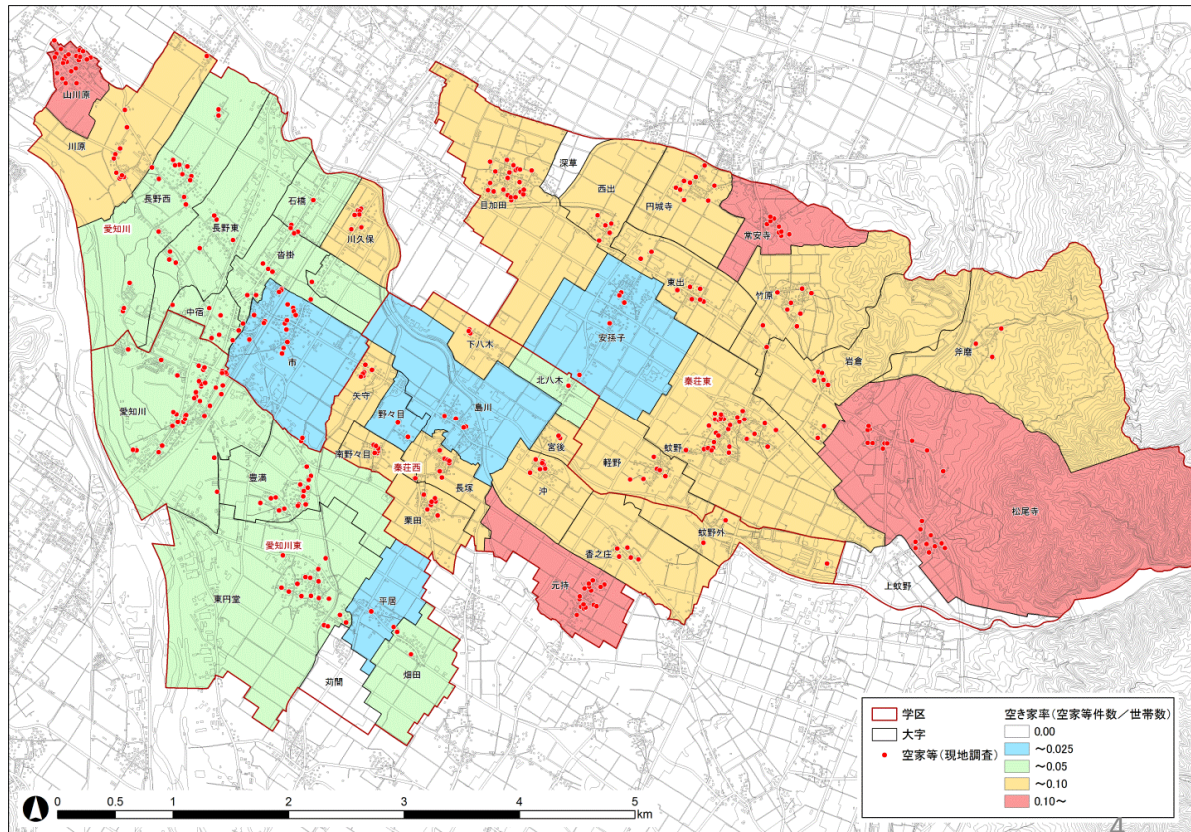 山川原
川原
長野西
愛知川
長野東
石橋
川久保
沓掛
中宿
市
愛知川
豊満
愛知川東
東円堂
平居
苅間
畑田
目加田
深草
西出
円城寺
常安寺
東出
竹原
安孫子
岩倉
斧磨
下八木
北八木
秦荘東
矢守
野々目
島川
南野々目
秦荘西
宮後
軽野
蚊野
長塚
沖
栗田
香之庄
蚊野外
元持
松尾寺
上蚊野
学区
大字
空家等(現地調査)
空き家率(空家等件数/世帯数)
0.00
~0.025
~0.05
~0.10
0.10~
0 0.5 1 2 3 4 5
km
4